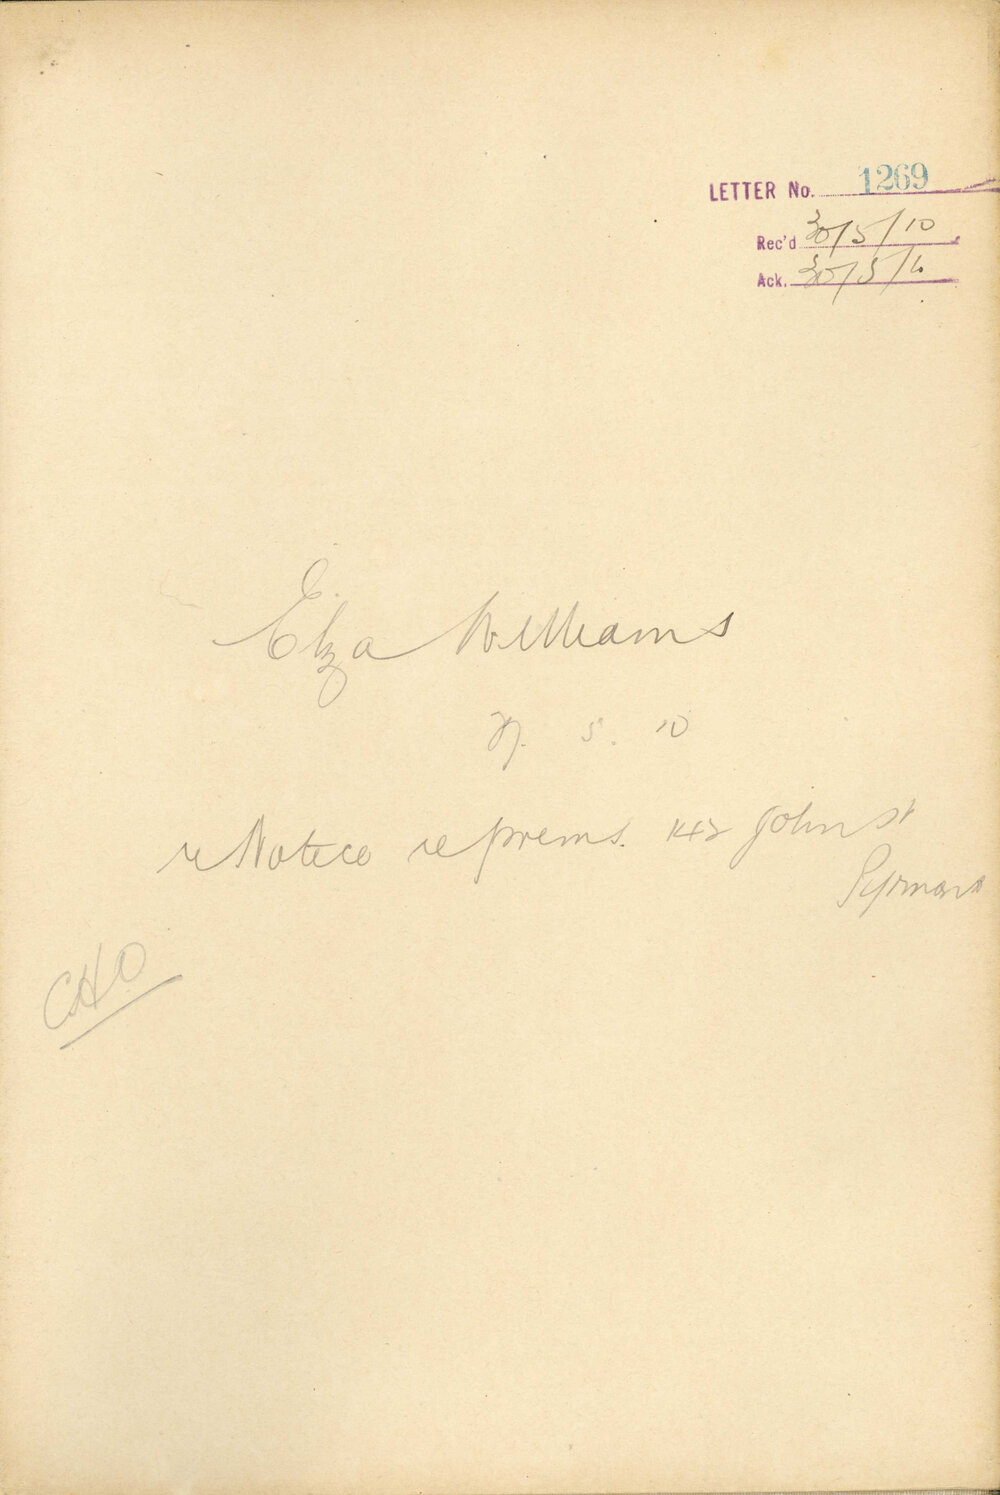 LETTER No. 1269
Rec'd 30/5/10
Ack. 30/5/10
Eliza Williams
27. 5. 10
re Notice re prems. 142 John St
Pyrmont
CHO